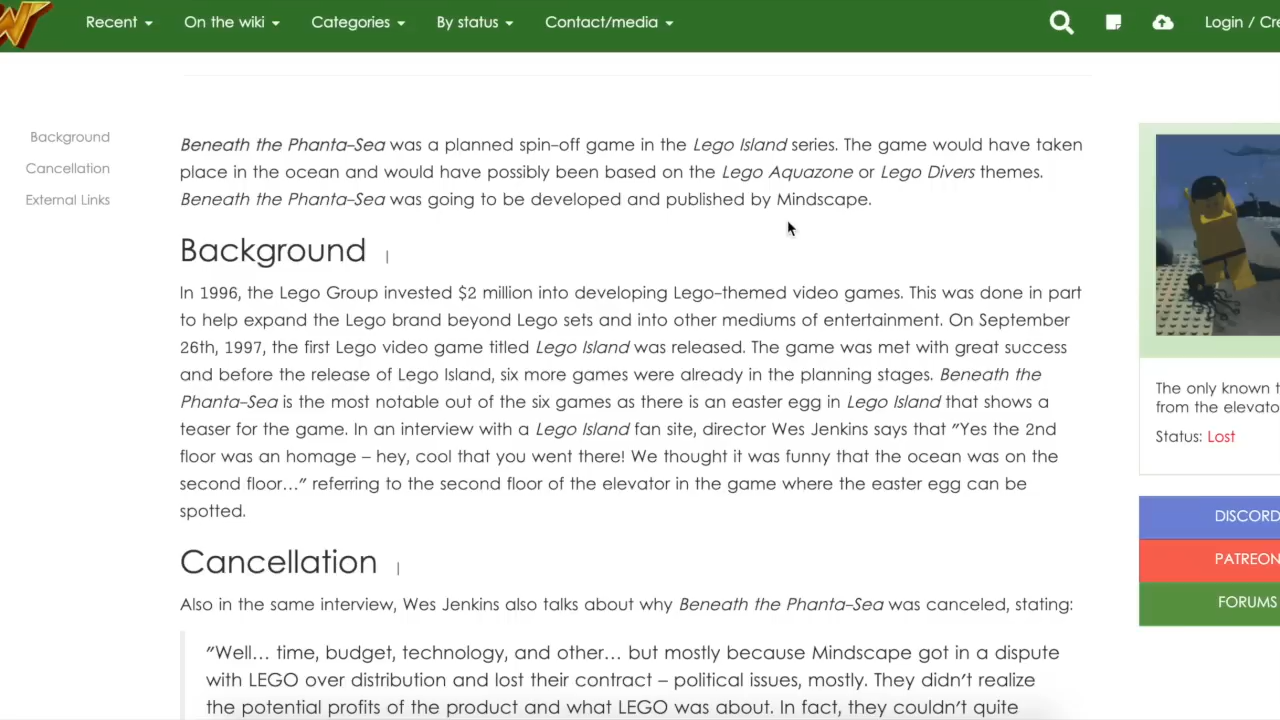 Recent On the wiki Categories By status Contact/media Login / Cre
Background
Cancellation
External Links
Beneath the Phanta-Sea was a planned spin-off game in the Lego Island series. The game would have taken
place in the ocean and would have possibly been based on the Lego Aquazone or Lego Divers themes.
Beneath the Phanta-Sea was going to be developed and published by Mindscape.
Background |
In 1996, the Lego Group invested $2 million into developing Lego-themed video games. This was done in part
to help expand the Lego brand beyond Lego sets and into other mediums of entertainment. On September
26th, 1997, the first Lego video game titled Lego Island was released. The game was met with great success
and before the release of Lego Island, six more games were already in the planning stages. Beneath the
Phanta-Sea is the most notable out of the six games as there is an easter egg in Lego Island that shows a
teaser for the game. In an interview with a Lego Island fan site, director Wes Jenkins says that "Yes the 2nd
floor was an homage – hey, cool that you went there! We thought it was funny that the ocean was on the
second floor…" referring to the second floor of the elevator in the game where the easter egg can be
spotted.
Cancellation |
Also in the same interview, Wes Jenkins also talks about why Beneath the Phanta-Sea was canceled, stating:
"Well… time, budget, technology, and other… but mostly because Mindscape got in a dispute
with LEGO over distribution and lost their contract – political issues, mostly. They didn't realize
the potential profits of the product and what LEGO was about. In fact, they couldn't quite
The only known t
from the elevato
Status: Lost
DISCORD
PATREON
FORUMS